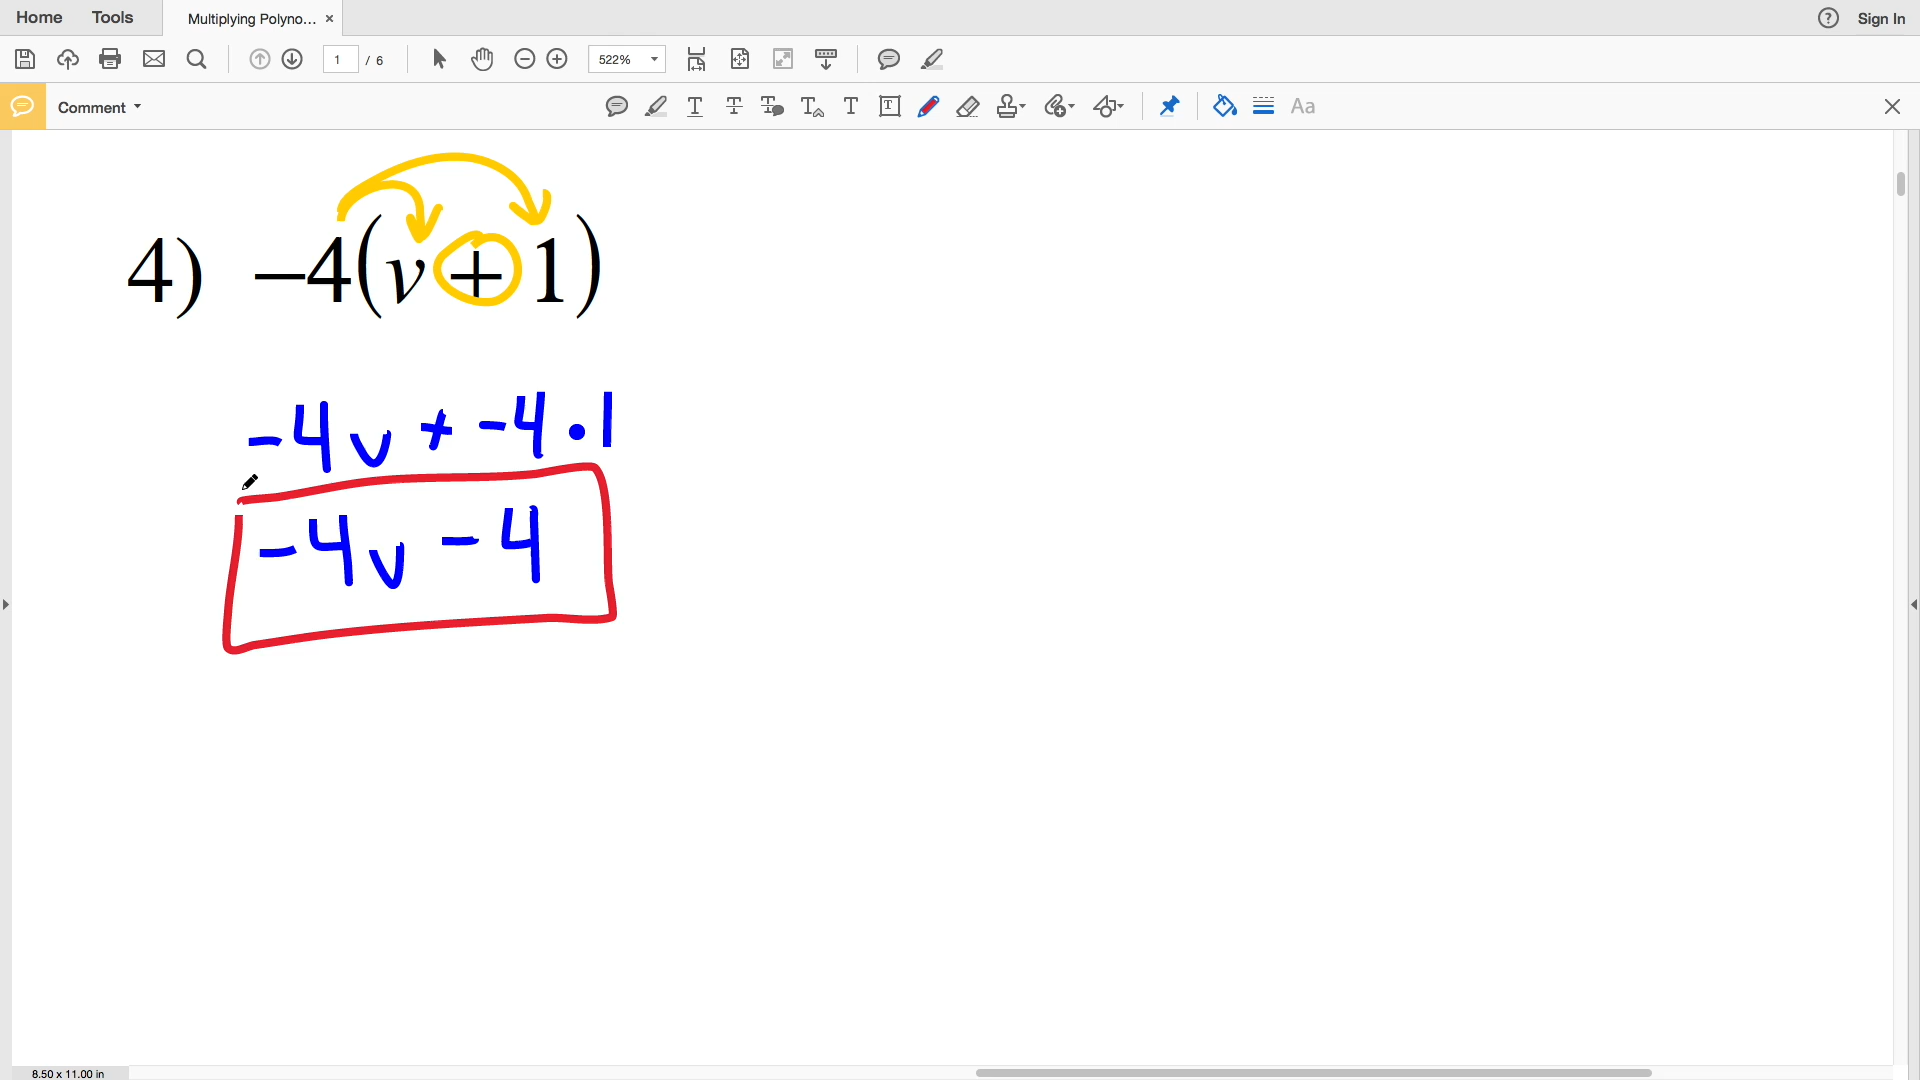 Home Tools Multiplying Polyno... × ? Sign In
1 / 6 522%
Comment Aa
4) −4(v + 1)
-4v + -4 • 1
-4v - 4
8.50 x 11.00 in